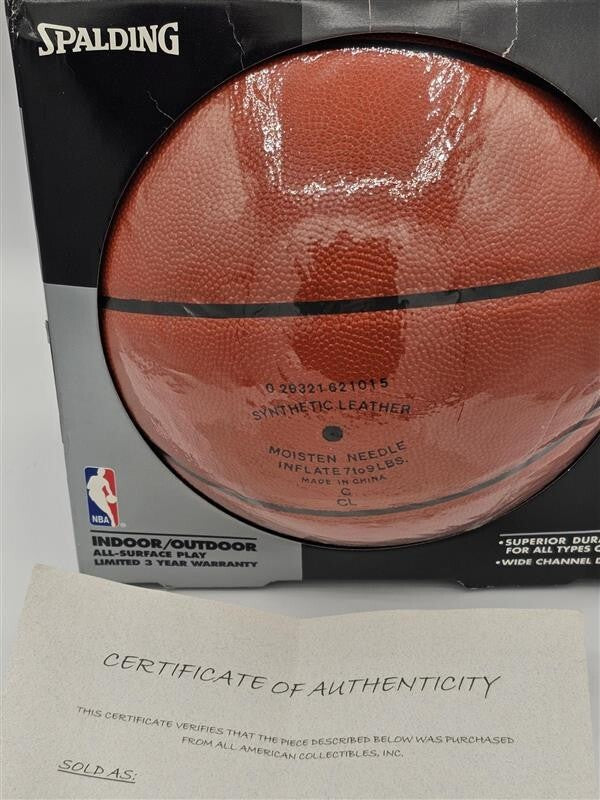 SPALDING
0 29321 621015
SYNTHETIC LEATHER
MOISTEN NEEDLE
INFLATE 7 to 9 LBS.
MADE IN CHINA
G
CL
NBA
INDOOR/OUTDOOR
ALL-SURFACE PLAY
LIMITED 3 YEAR WARRANTY
•SUPERIOR
FOR ALL TYPES
•WIDE CHANNEL
CERTIFICATE OF AUTHENTICITY
THIS CERTIFICATE VERIFIES THAT THE PIECE DESCRIBED BELOW WAS PURCHASED
FROM ALL AMERICAN COLLECTIBLES, INC.
SOLD AS: